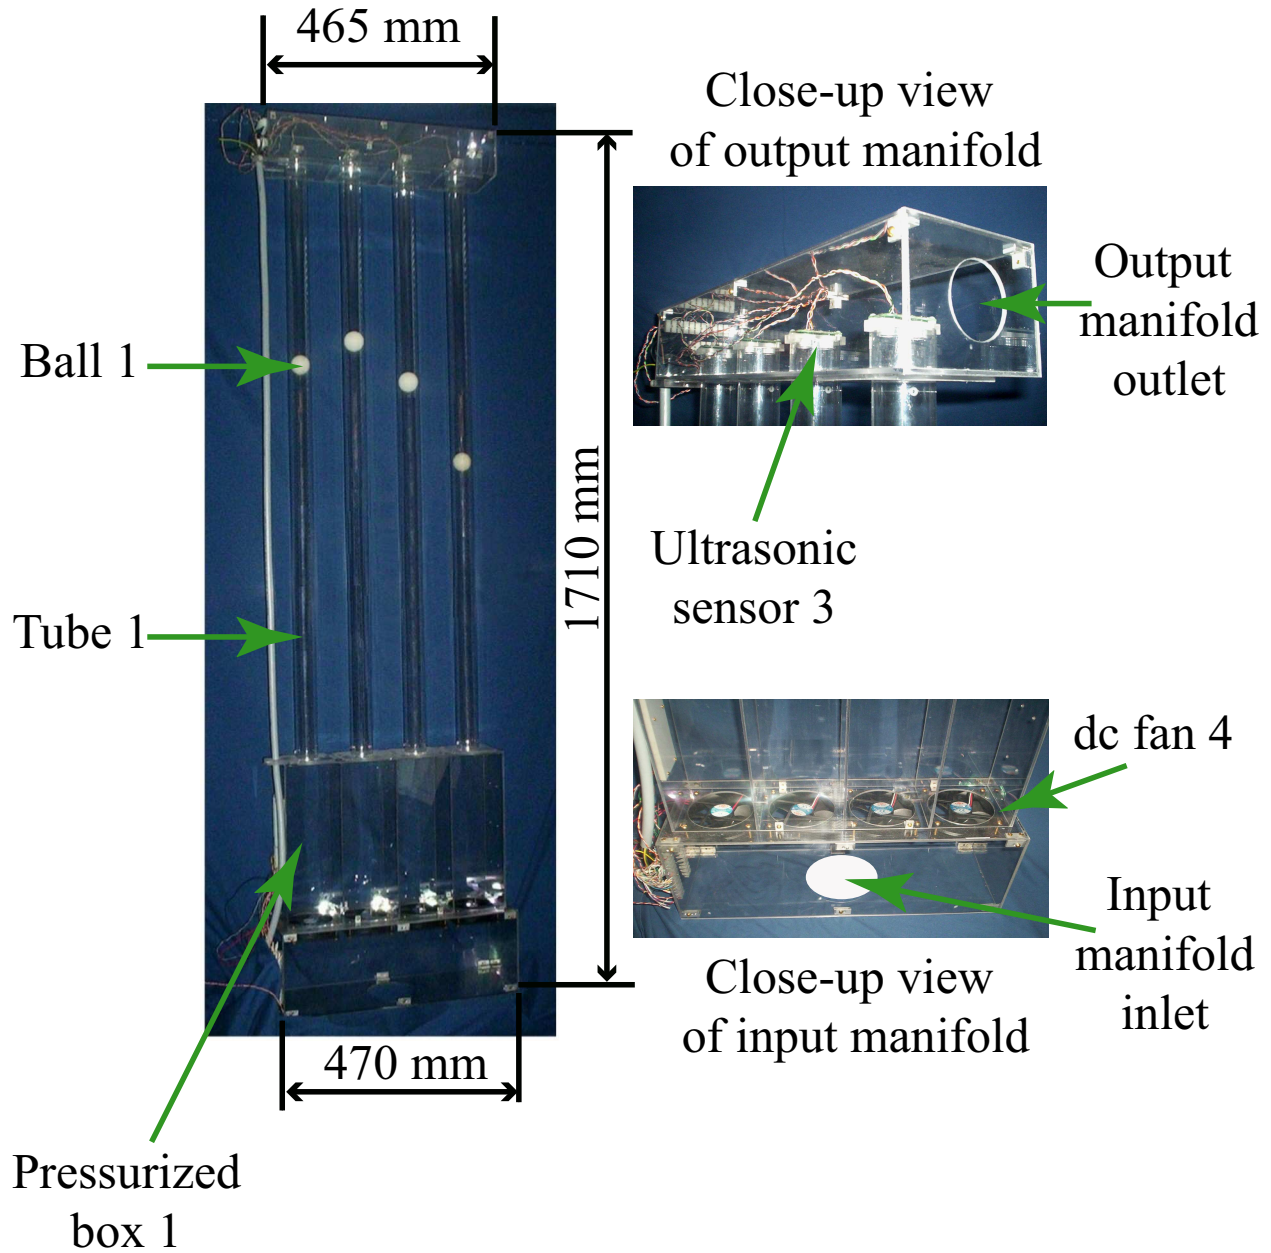 465 mm
Close-up view
of output manifold
Output
manifold
outlet
Ball 1
1710 mm
Ultrasonic
sensor 3
Tube 1
dc fan 4
Input
manifold
inlet
Close-up view
of input manifold
470 mm
Pressurized
box 1